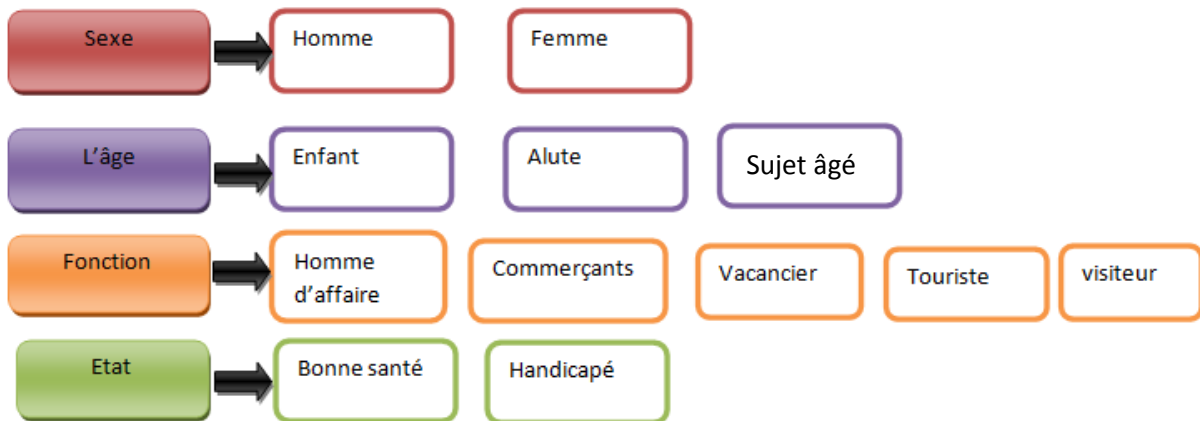 Sexe
Homme
Femme
L'âge
Enfant
Alute
Sujet âgé
Fonction
Homme
d'affaire
Commerçants
Vacancier
Touriste
visiteur
Etat
Bonne santé
Handicapé